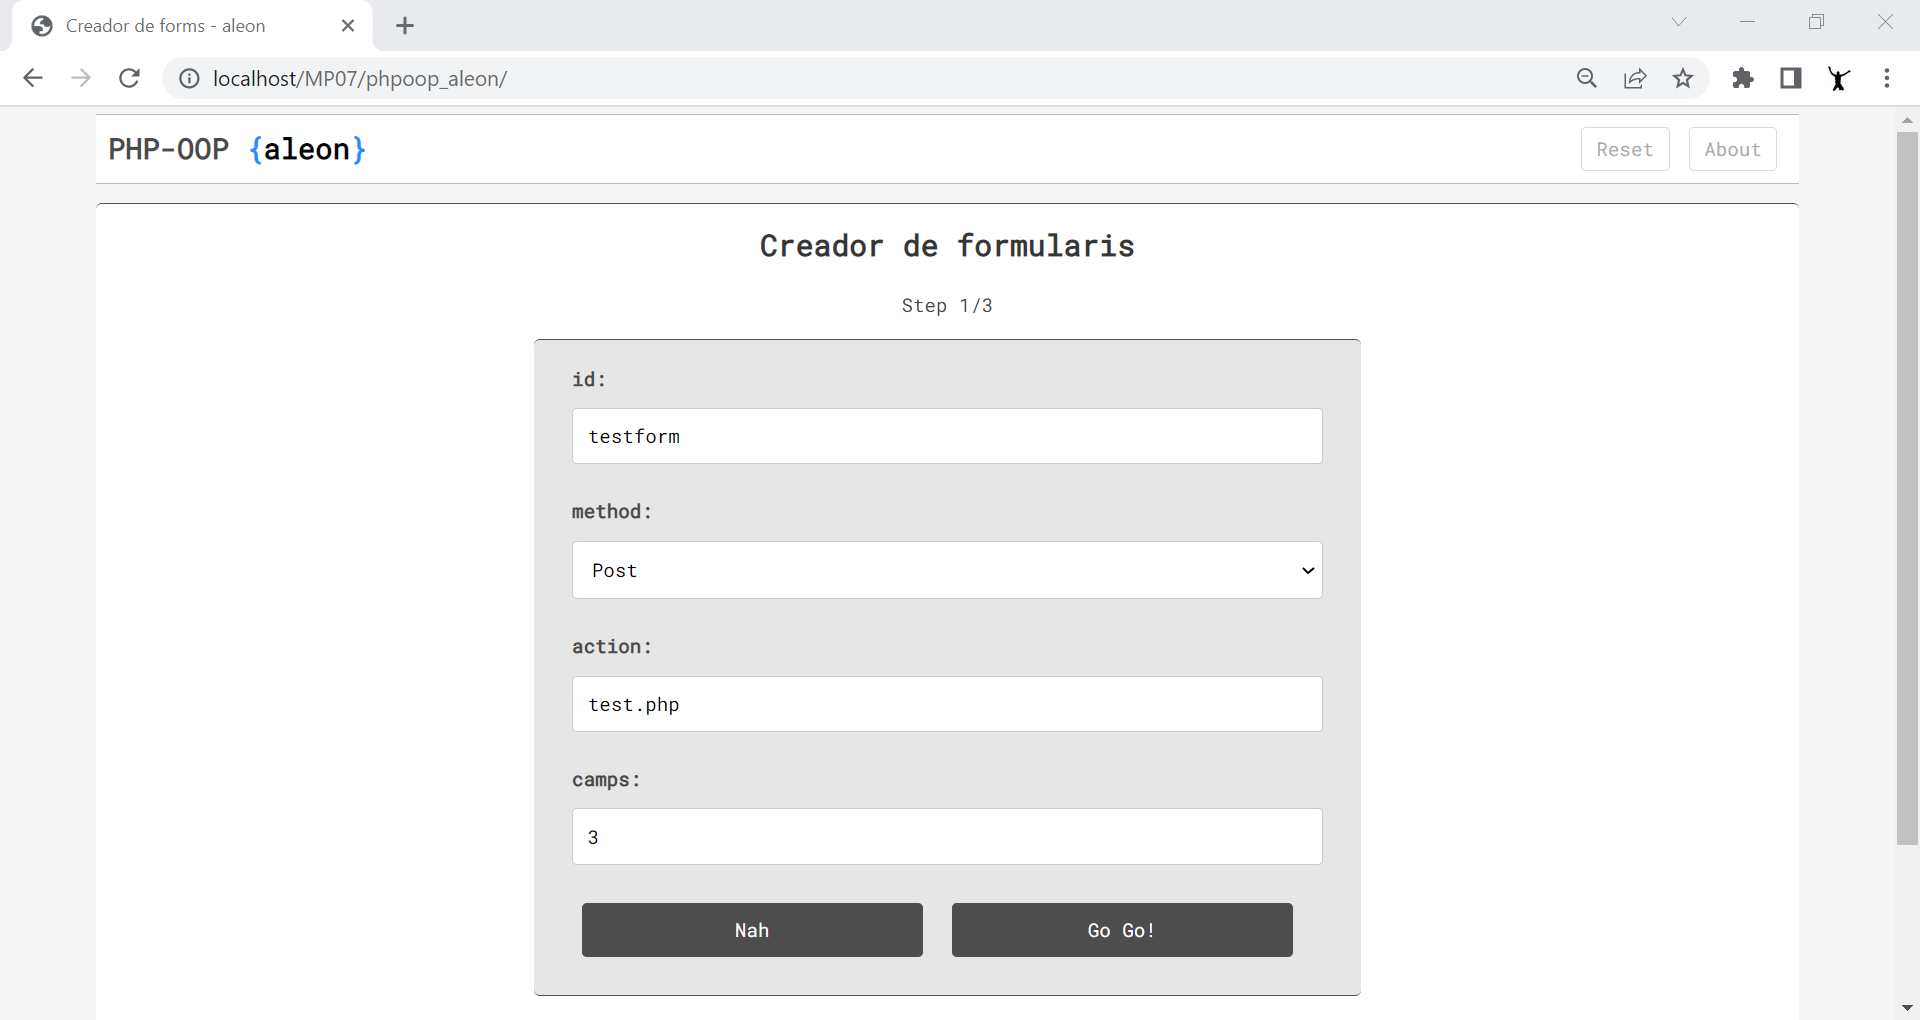 Creador de forms - aleon
localhost/MP07/phpoop_aleon/
PHP-OOP {aleon}
Reset
About
Creador de formularis
Step 1/3
id:
testform
method:
Post
action:
test.php
camps:
3
Nah
Go Go!